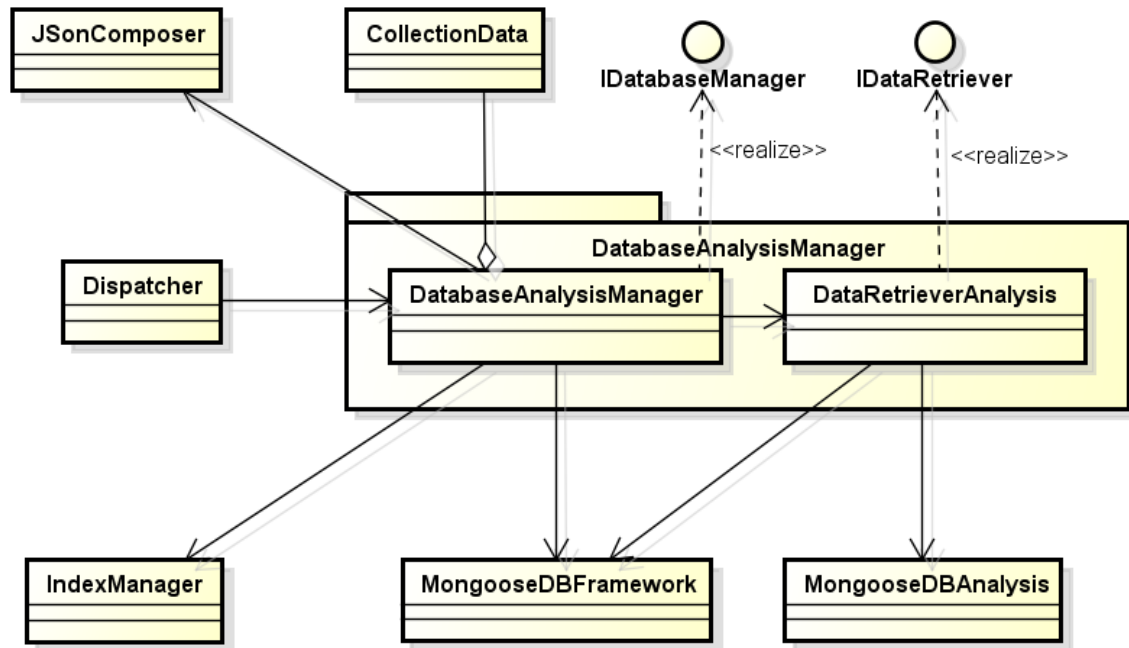 JSonComposer
CollectionData
IDatabaseManager
IDataRetriever
<<realize>>
<<realize>>
DatabaseAnalysisManager
Dispatcher
DatabaseAnalysisManager
DataRetrieverAnalysis
IndexManager
MongooseDBFramework
MongooseDBAnalysis